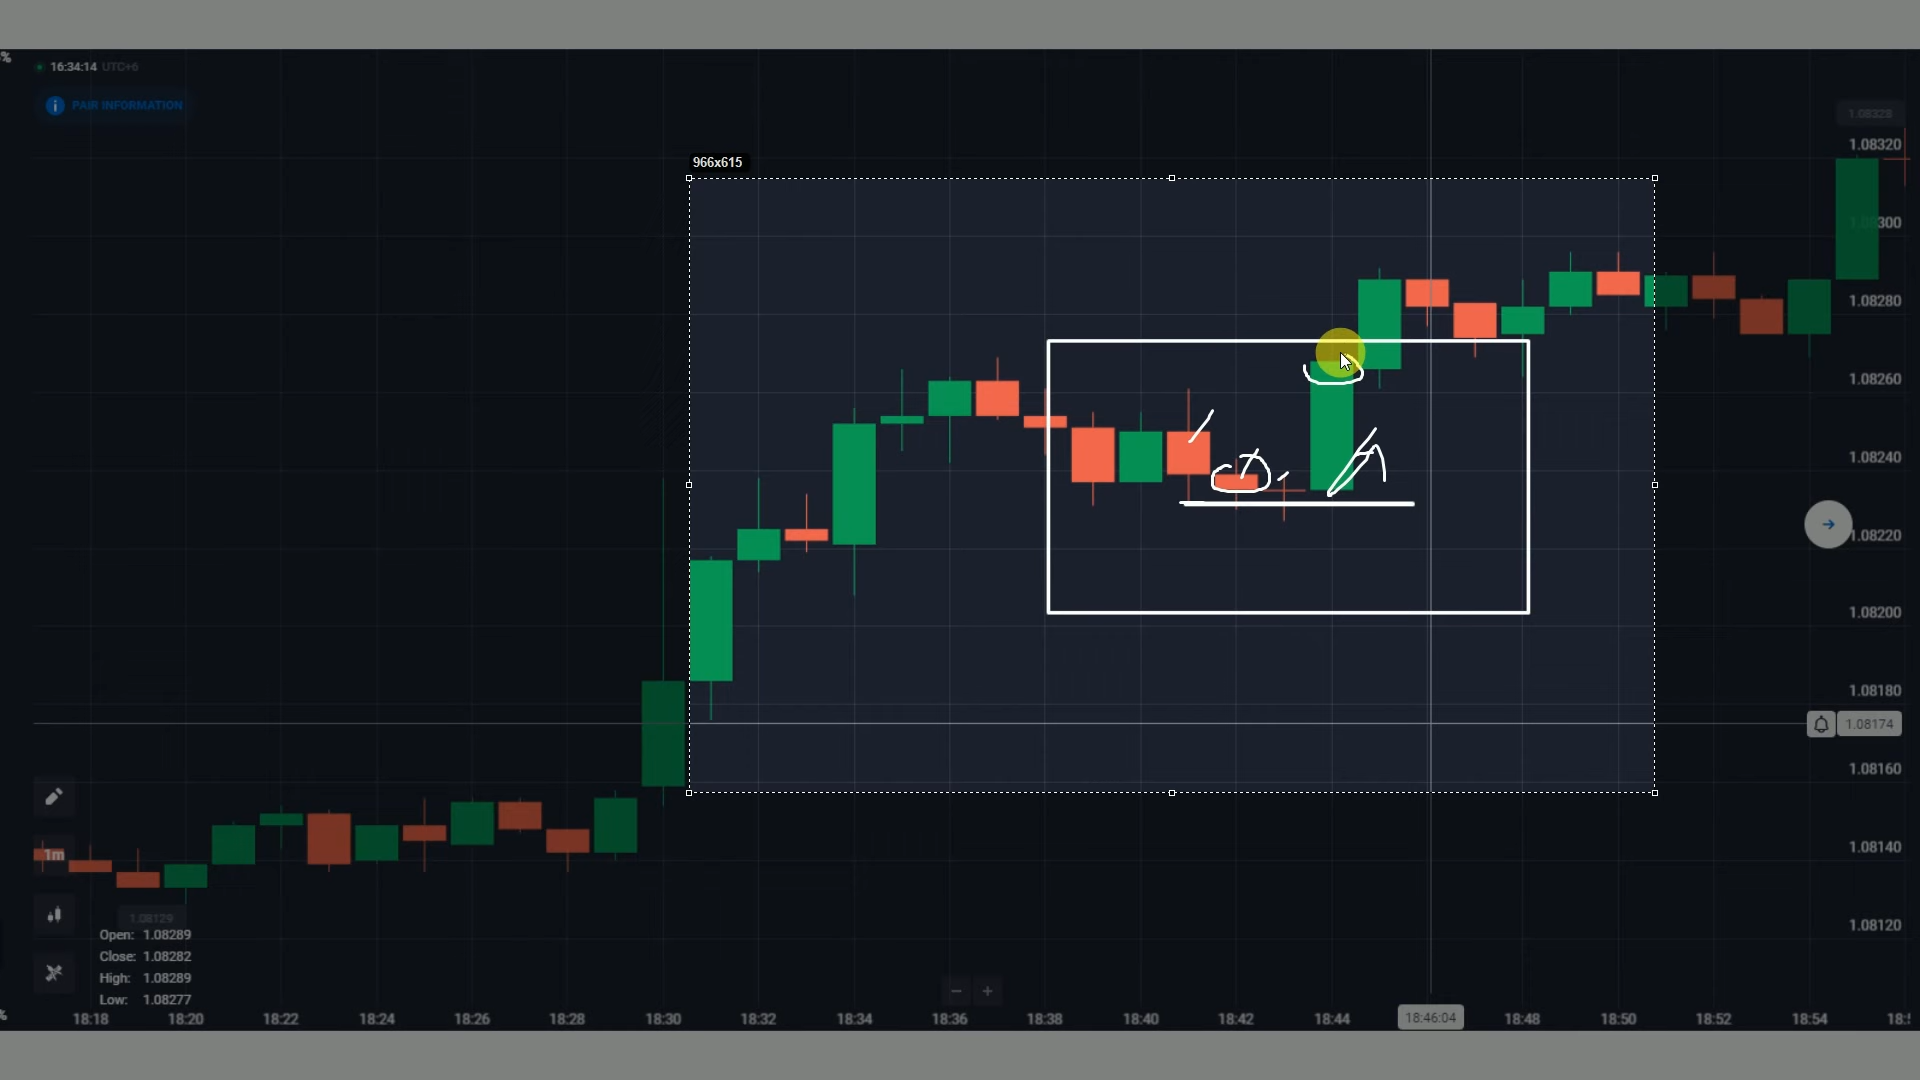 %
16:34:14 UTC+6
PAIR INFORMATION
966x615
1.08328
1.08320
1.08300
1.08280
1.08260
1.08240
1.08220
1.08200
1.08180
1.08174
1.08160
1.08140
1.08120
1m
1.08129
Open: 1.08289
Close: 1.08282
High: 1.08289
Low: 1.08277
%
18:18 18:20 18:22 18:24 18:26 18:28 18:30 18:32 18:34 18:36 18:38 18:40 18:42 18:44 18:46:04 18:48 18:50 18:52 18:54